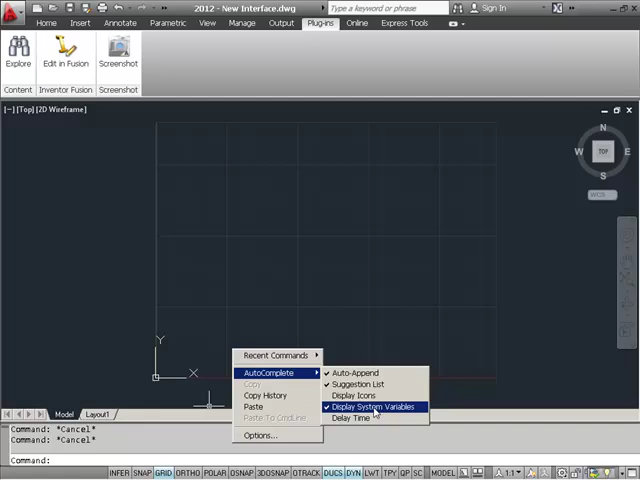 2012 - New Interface.dwg
Type a keyword or phrase
Sign In
Home Insert Annotate Parametric View Manage Output Plug-ins Online Express Tools
Explore Edit in Fusion Screenshot
Content Inventor Fusion Screenshot
[−] [Top] [2D Wireframe]
N
W TOP E
S
WCS
Y
X
Recent Commands
AutoComplete
Copy
Copy History
Paste
Paste To CmdLine
Options...
Auto-Append
Suggestion List
Display Icons
Display System Variables
Delay Time
Model Layout1
Command: *Cancel*
Command: *Cancel*
Command:
INFER SNAP GRID ORTHO POLAR OSNAP 3DOSNAP OTRACK DUCS DYN LWT TPY QP SC MODEL 1:1